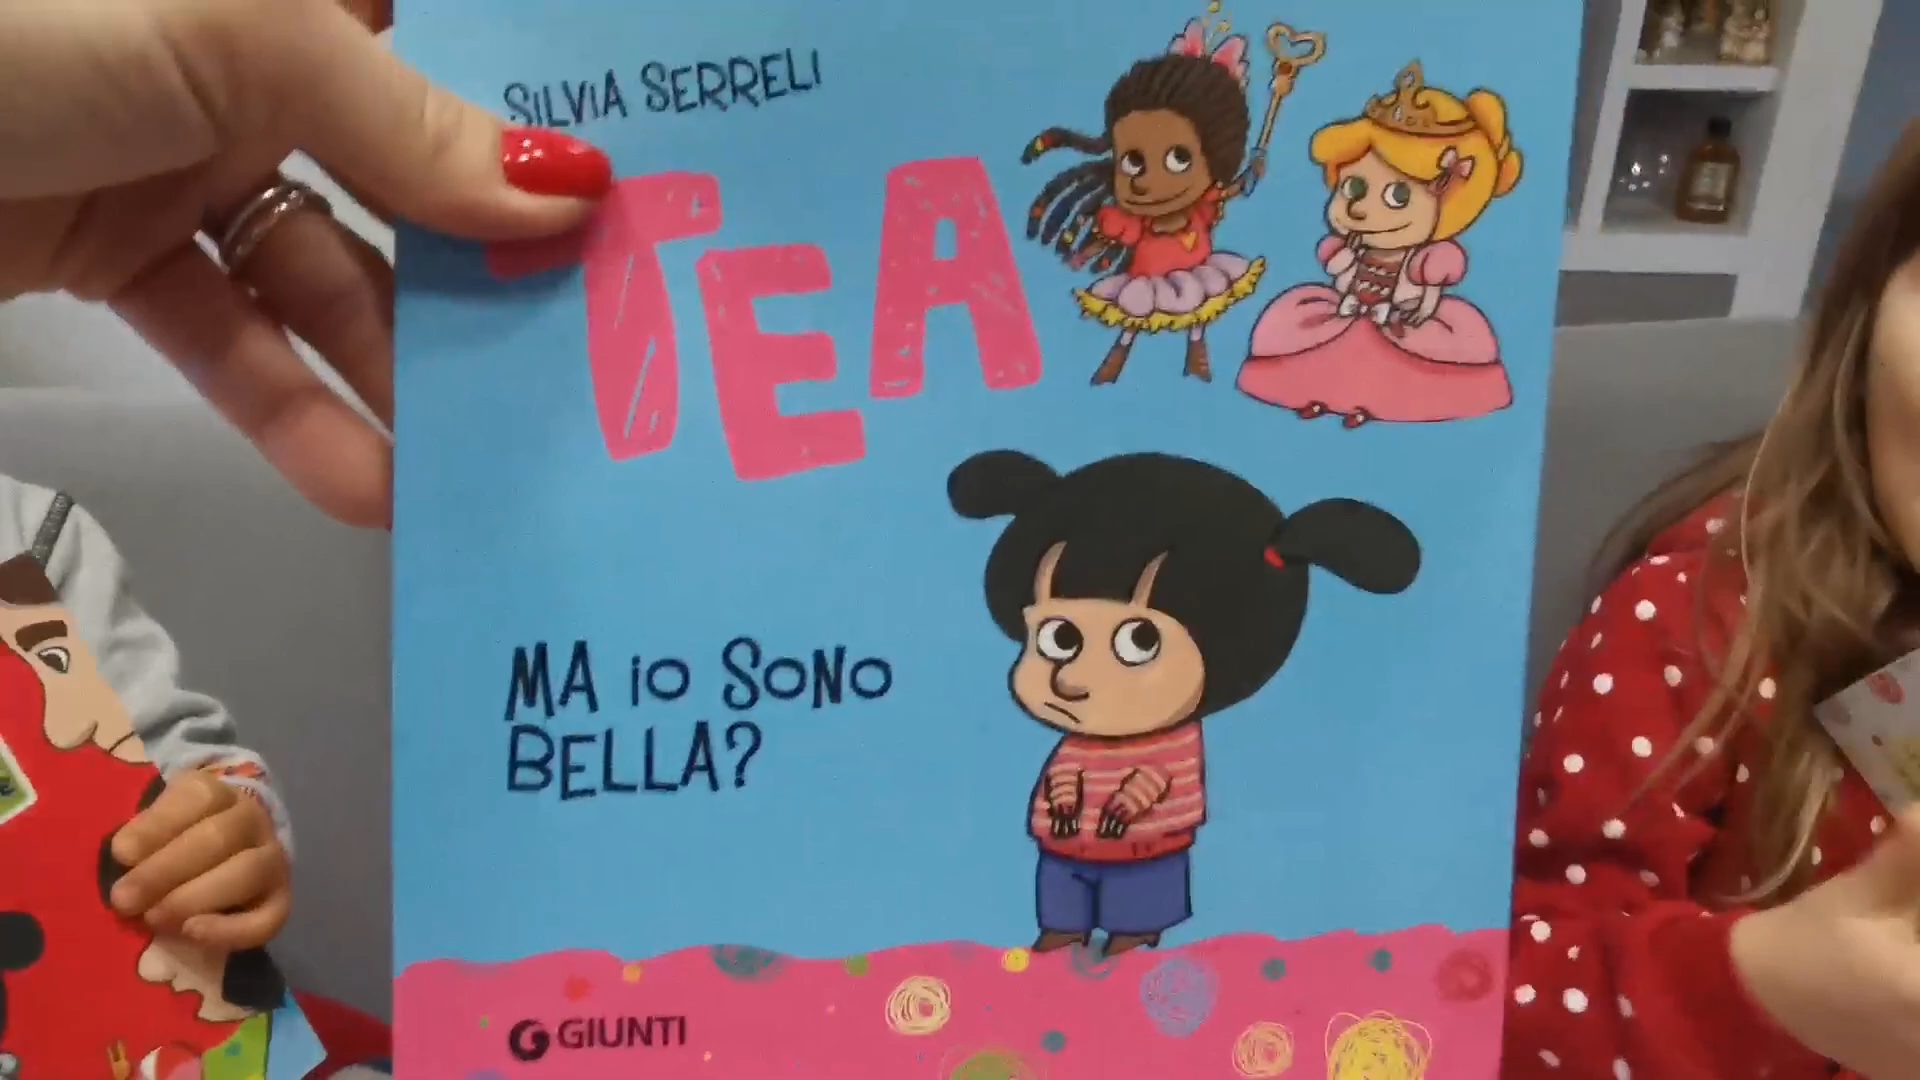 SILVIA SERRELI
TEA
MA iO SONO
BELLA?
GIUNTI